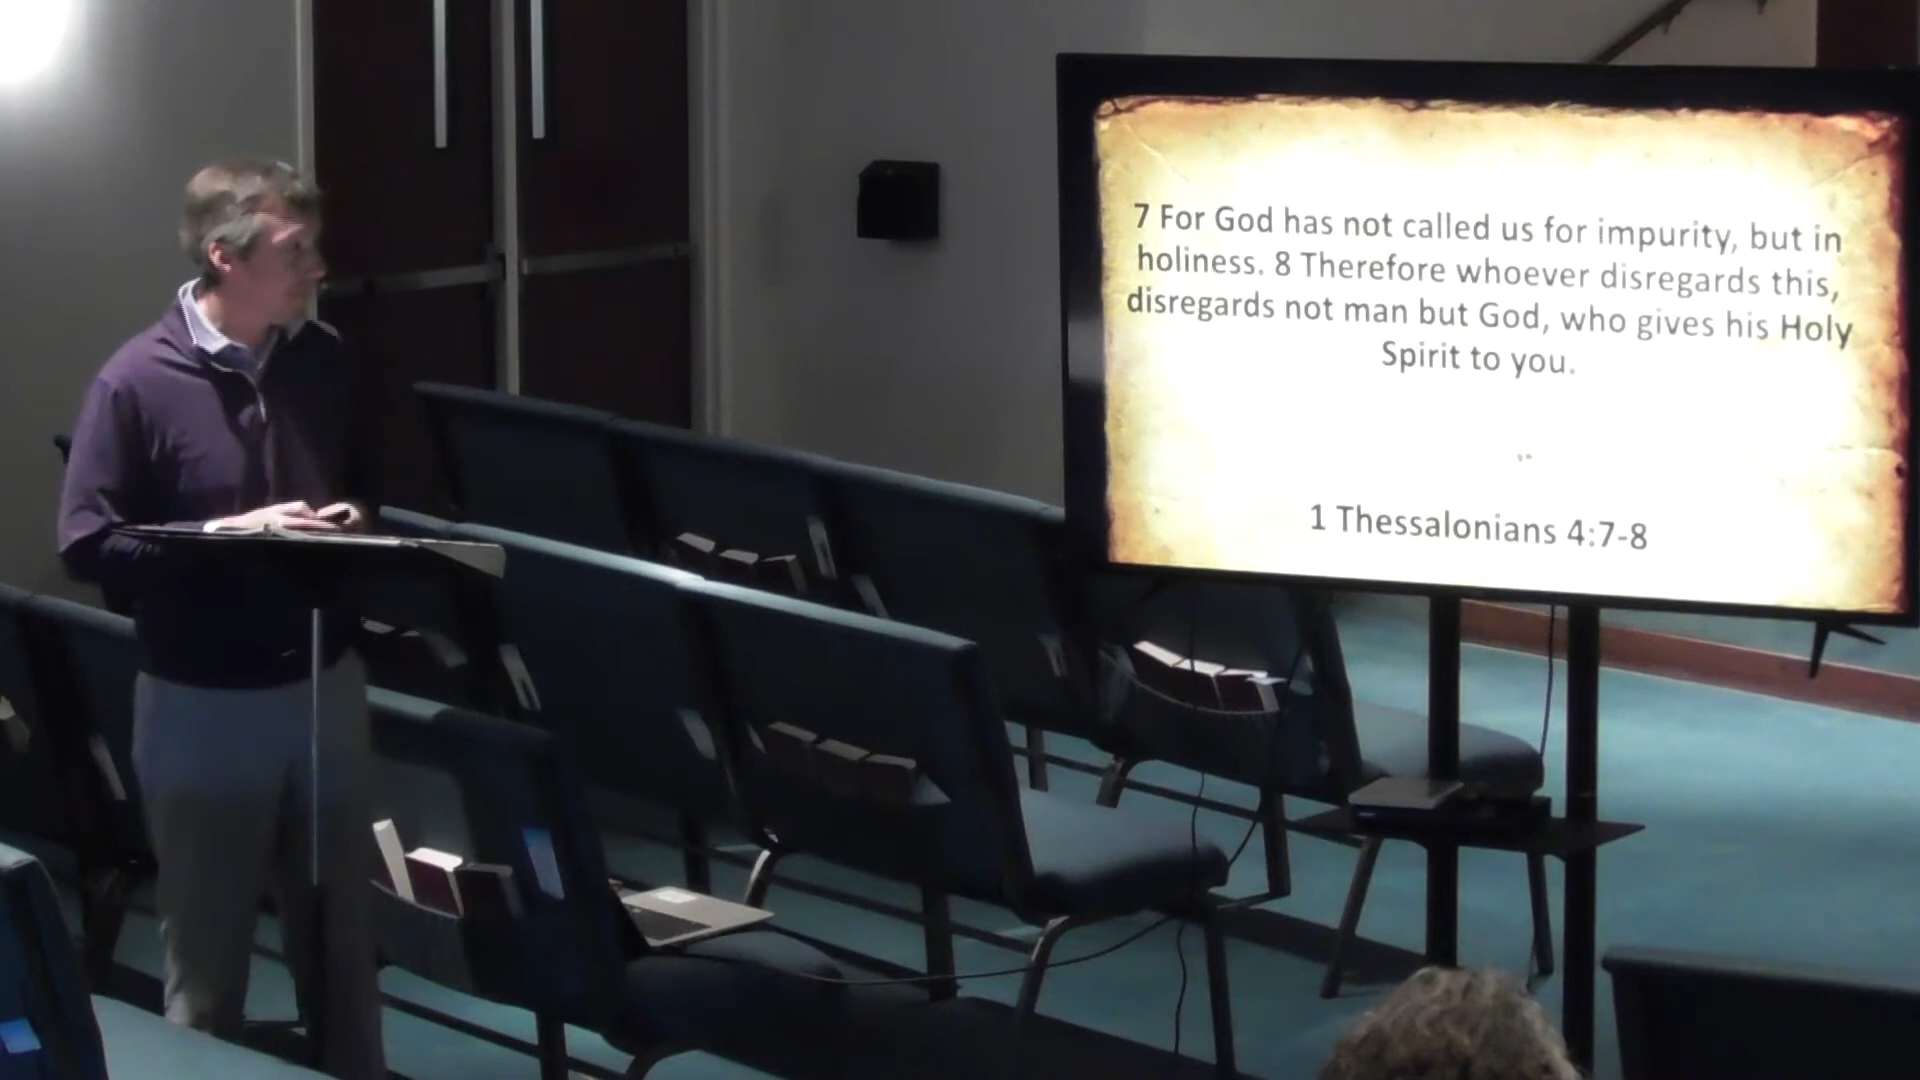 7 For God has not called us for impurity, but in
holiness. 8 Therefore whoever disregards this,
disregards not man but God, who gives his Holy
Spirit to you.
1 Thessalonians 4:7-8